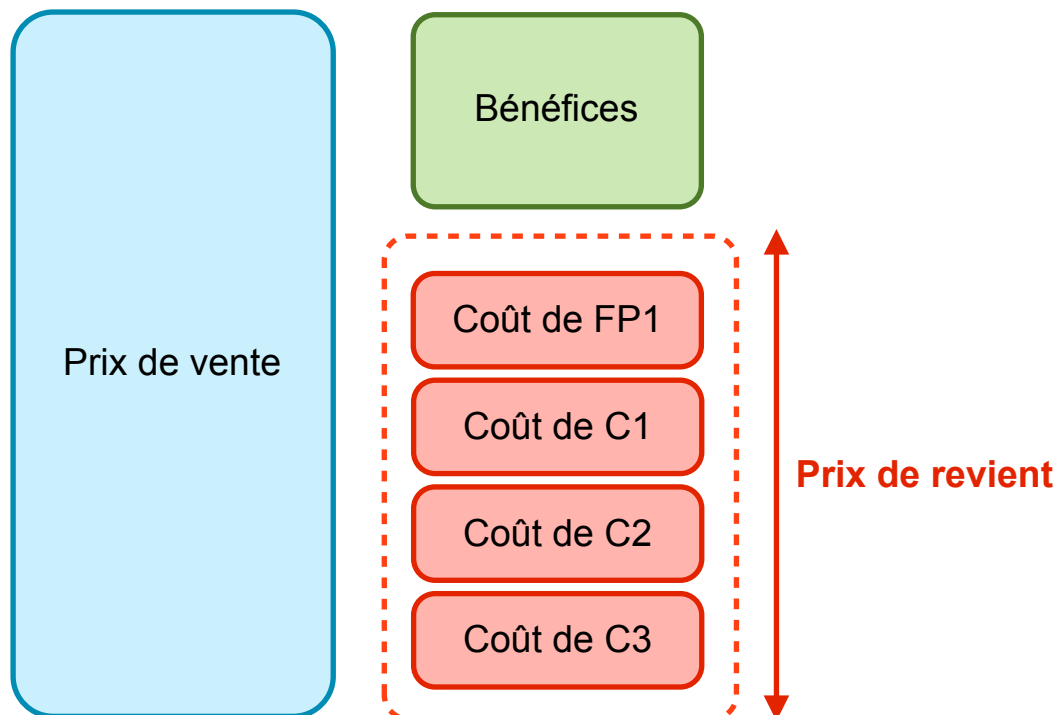 Prix de vente
Bénéfices
Coût de FP1
Coût de C1
Coût de C2
Coût de C3
Prix de revient